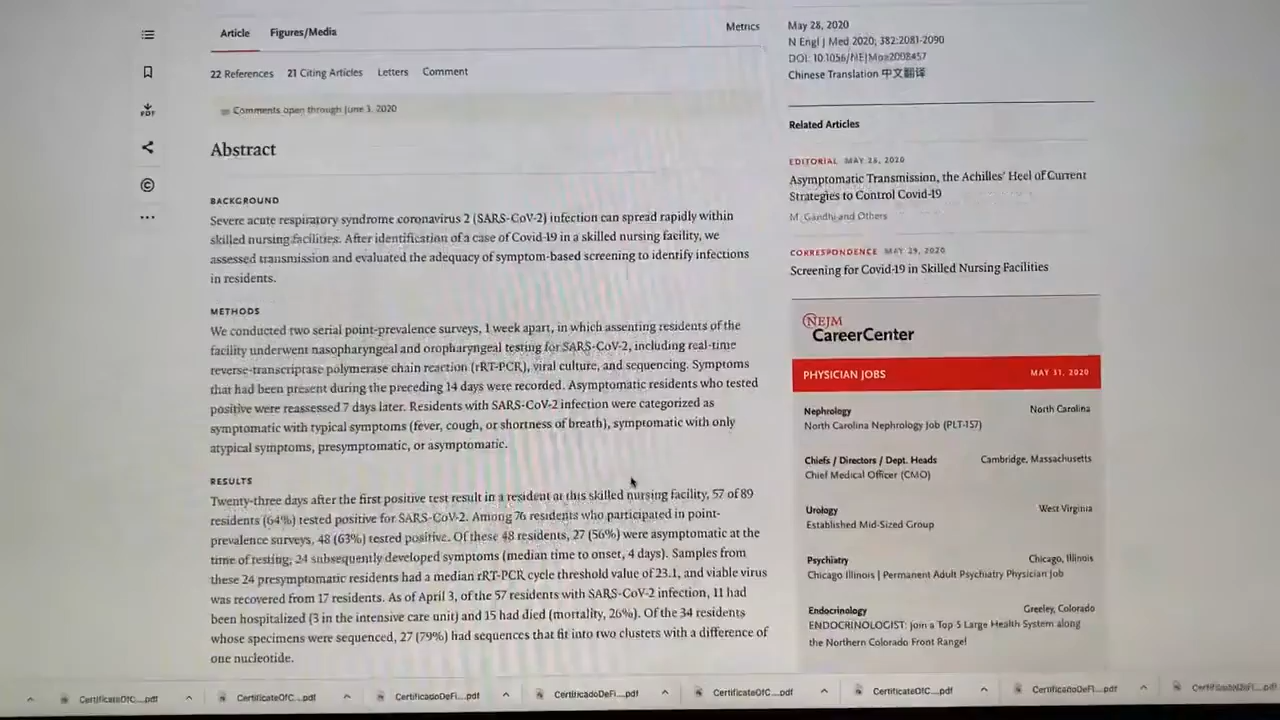 Article Figures/Media Metrics
22 References 21 Citing Articles Letters Comment
Comments open through June 3, 2020
Abstract
BACKGROUND
Severe acute respiratory syndrome coronavirus 2 (SARS-CoV-2) infection can spread rapidly within
skilled nursing facilities. After identification of a case of Covid-19 in a skilled nursing facility, we
assessed transmission and evaluated the adequacy of symptom-based screening to identify infections
in residents.
METHODS
We conducted two serial point-prevalence surveys, 1 week apart, in which assenting residents of the
facility underwent nasopharyngeal and oropharyngeal testing for SARS-CoV-2, including real-time
reverse-transcriptase polymerase chain reaction (rRT-PCR), viral culture, and sequencing. Symptoms
that had been present during the preceding 14 days were recorded. Asymptomatic residents who tested
positive were reassessed 7 days later. Residents with SARS-CoV-2 infection were categorized as
symptomatic with typical symptoms (fever, cough, or shortness of breath), symptomatic with only
atypical symptoms, presymptomatic, or asymptomatic.
RESULTS
Twenty-three days after the first positive test result in a resident at this skilled nursing facility, 57 of 89
residents (64%) tested positive for SARS-CoV-2. Among 76 residents who participated in point-
prevalence surveys, 48 (63%) tested positive. Of these 48 residents, 27 (56%) were asymptomatic at the
time of testing; 24 subsequently developed symptoms (median time to onset, 4 days). Samples from
these 24 presymptomatic residents had a median rRT-PCR cycle threshold value of 23.1, and viable virus
was recovered from 17 residents. As of April 3, of the 57 residents with SARS-CoV-2 infection, 11 had
been hospitalized (3 in the intensive care unit) and 15 had died (mortality, 26%). Of the 34 residents
whose specimens were sequenced, 27 (79%) had sequences that fit into two clusters with a difference of
one nucleotide.
May 28, 2020
N Engl J Med 2020; 382:2081-2090
DOI: 10.1056/NEJMoa2008457
Chinese Translation 中文翻译
Related Articles
EDITORIAL MAY 28, 2020
Asymptomatic Transmission, the Achilles' Heel of Current
Strategies to Control Covid-19
M. Gandhi and Others
CORRESPONDENCE MAY 29, 2020
Screening for Covid-19 in Skilled Nursing Facilities
NEJM
CareerCenter
PHYSICIAN JOBS MAY 31, 2020
Nephrology North Carolina
North Carolina Nephrology Job (PLT-157)
Chiefs / Directors / Dept. Heads Cambridge, Massachusetts
Chief Medical Officer (CMO)
Urology West Virginia
Established Mid-Sized Group
Psychiatry Chicago, Illinois
Chicago Illinois | Permanent Adult Psychiatry Physician Job
Endocrinology Greeley, Colorado
ENDOCRINOLOGIST: Join a Top 5 Large Health System along
the Northern Colorado Front Range!
PDF
CertificateOfC....pdf CertificateOfC....pdf CertificadoDeFi....pdf CertificadoDeFi....pdf CertificateOfC....pdf CertificateOfC....pdf CertificadoDeFi....pdf CertificadoDeFi....pdf